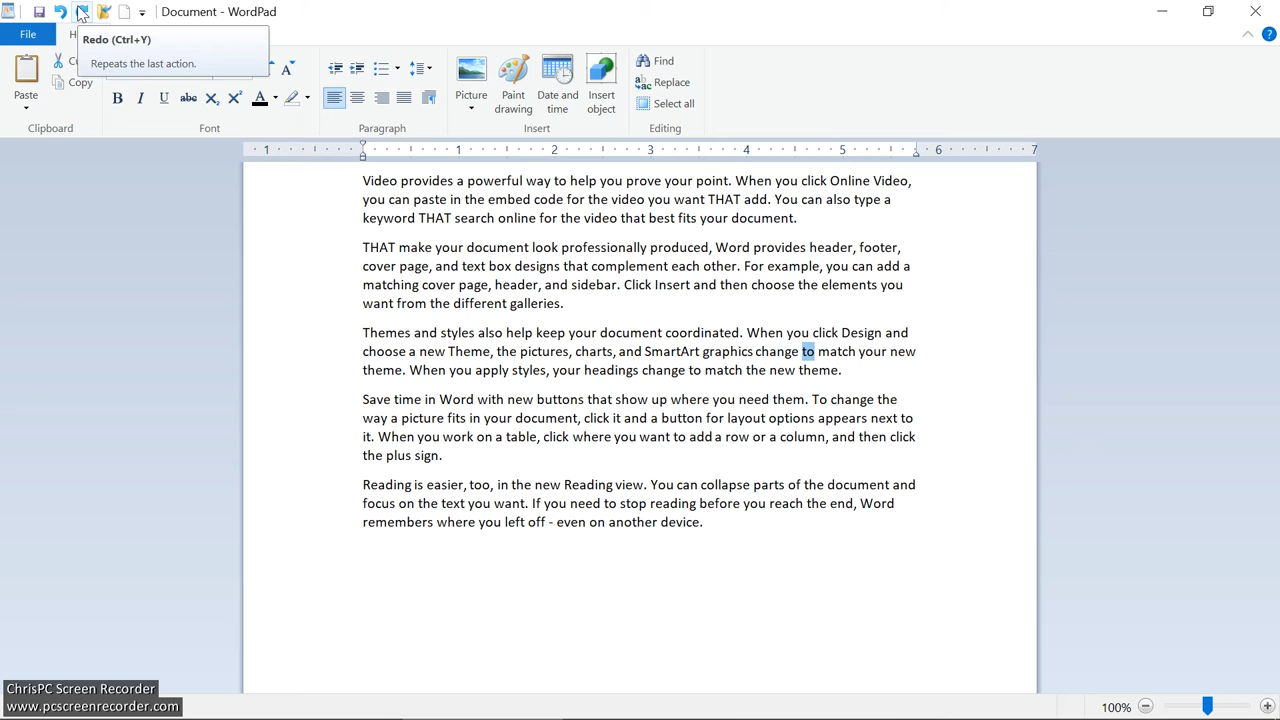 Document - WordPad
File
H
Redo (Ctrl+Y)
Repeats the last action.
Paste
Cu
Copy
B I U abc X₂ X² A
A
Picture
Paint drawing
Date and time
Insert object
Find
Replace
Select all
Clipboard
Font
Paragraph
Insert
Editing
1 1 2 3 4 5 6 7
Video provides a powerful way to help you prove your point. When you click Online Video,
you can paste in the embed code for the video you want THAT add. You can also type a
keyword THAT search online for the video that best fits your document.
THAT make your document look professionally produced, Word provides header, footer,
cover page, and text box designs that complement each other. For example, you can add a
matching cover page, header, and sidebar. Click Insert and then choose the elements you
want from the different galleries.
Themes and styles also help keep your document coordinated. When you click Design and
choose a new Theme, the pictures, charts, and SmartArt graphics change to match your new
theme. When you apply styles, your headings change to match the new theme.
Save time in Word with new buttons that show up where you need them. To change the
way a picture fits in your document, click it and a button for layout options appears next to
it. When you work on a table, click where you want to add a row or a column, and then click
the plus sign.
Reading is easier, too, in the new Reading view. You can collapse parts of the document and
focus on the text you want. If you need to stop reading before you reach the end, Word
remembers where you left off - even on another device.
ChrisPC Screen Recorder
www.pcscreenrecorder.com
100%